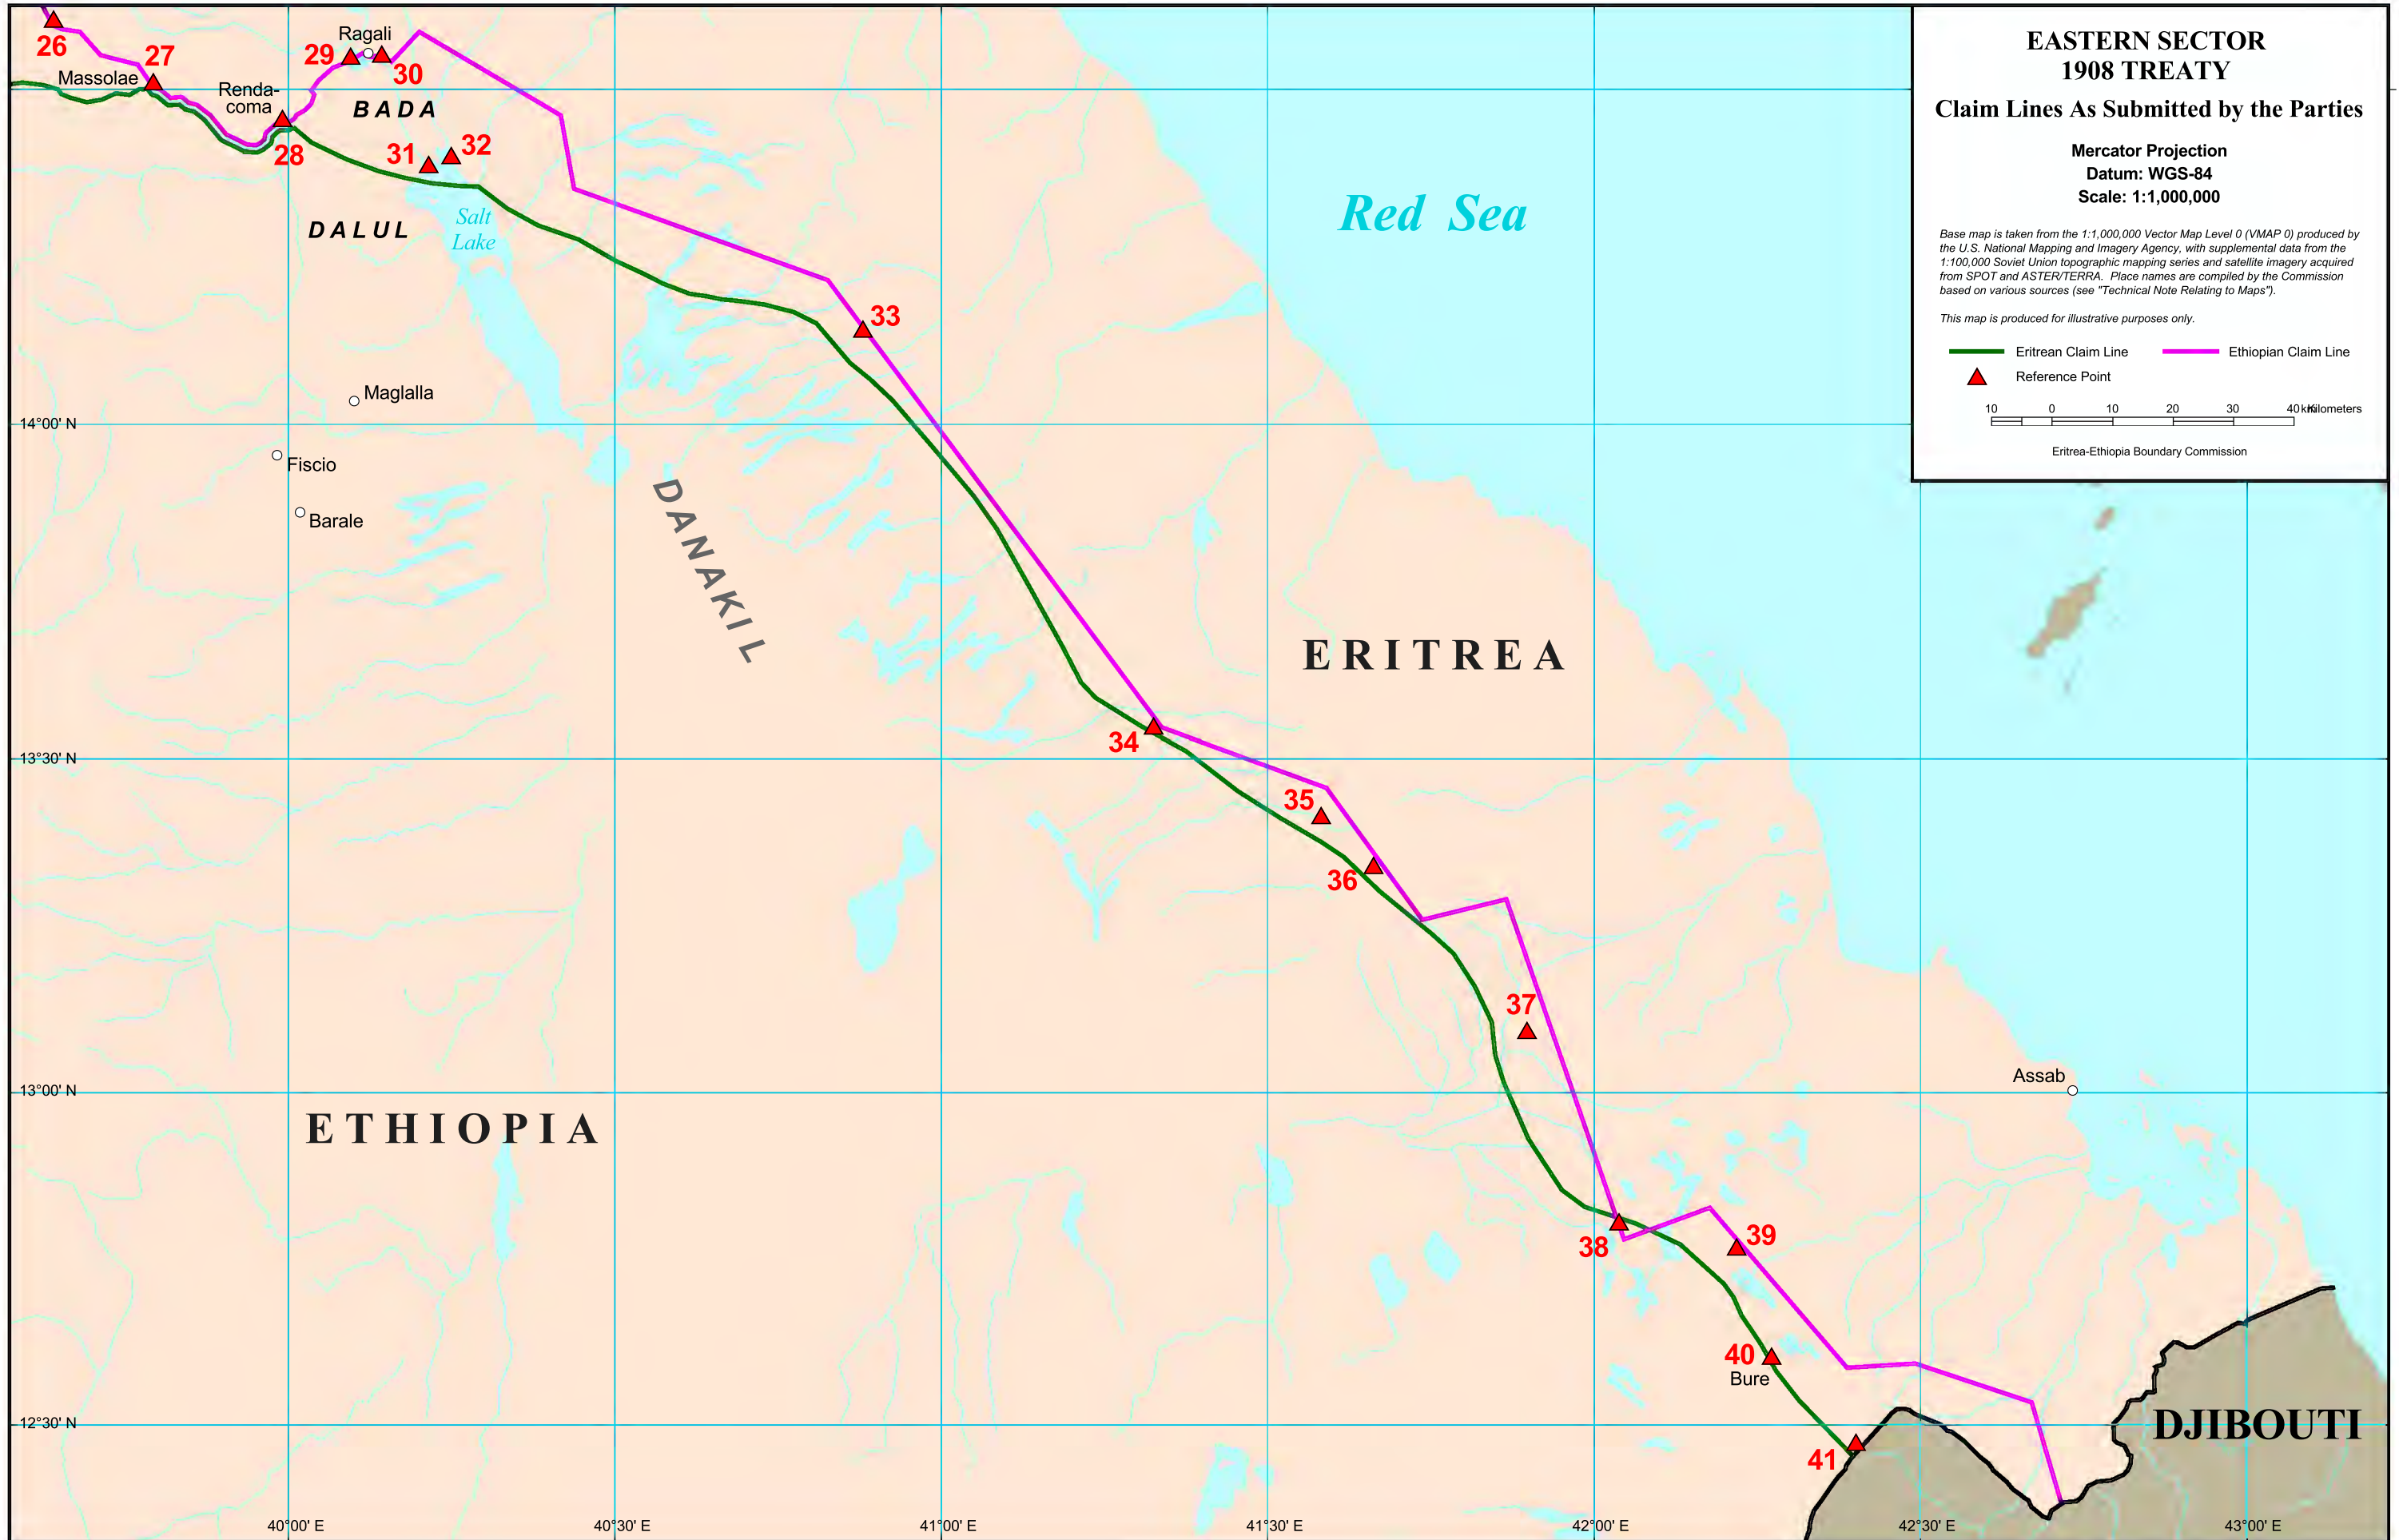 EASTERN SECTOR
1908 TREATY
Claim Lines As Submitted by the Parties
Mercator Projection
Datum: WGS-84
Scale: 1:1,000,000
Base map is taken from the 1:1,000,000 Vector Map Level 0 (VMAP 0) produced by
the U.S. National Mapping and Imagery Agency, with supplemental data from the
1:100,000 Soviet Union topographic mapping series and satellite imagery acquired
from SPOT and ASTER/TERRA. Place names are compiled by the Commission
based on various sources (see "Technical Note Relating to Maps").
This map is produced for illustrative purposes only.
Eritrean Claim Line
Ethiopian Claim Line
Reference Point
10 0 10 20 30 40 km Kilometers
Eritrea-Ethiopia Boundary Commission
26
27
Massolae
Renda-
coma
28
29
Ragali
30
BADA
31
32
DALUL
Salt
Lake
Red Sea
33
Maglalla
14°00' N
Fiscio
Barale
DANAKIL
ERITREA
34
13°30' N
35
36
37
13°00' N
Assab
ETHIOPIA
38
39
40
Bure
12°30' N
41
DJIBOUTI
40°00' E
40°30' E
41°00' E
41°30' E
42°00' E
42°30' E
43°00' E